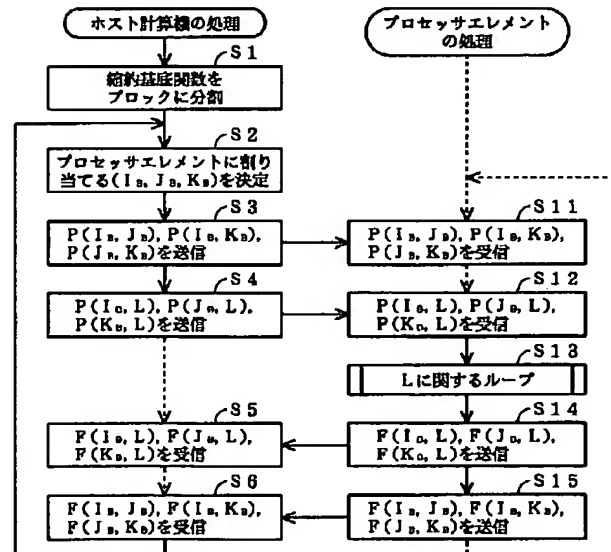 ホスト計算機の処理
S1
縮約基底関数を
ブロックに分割
S2
プロセッサエレメントに割り
当てる(IB, JB, KB)を決定
S3
P(IB, JB), P(IB, KB),
P(JB, KB)を送信
S4
P(IB, L), P(JB, L),
P(KB, L)を送信
S5
F(IB, L), F(JB, L),
F(KB, L)を受信
S6
F(IB, JB), F(IB, KB),
F(JB, KB)を受信
プロセッサエレメント
の処理
S11
P(IB, JB), P(IB, KB),
P(JB, KB)を受信
S12
P(IB, L), P(JB, L),
P(KB, L)を受信
S13
Lに関するループ
S14
F(IB, L), F(JB, L),
F(KB, L)を送信
S15
F(IB, JB), F(IB, KB),
F(JB, KB)を送信